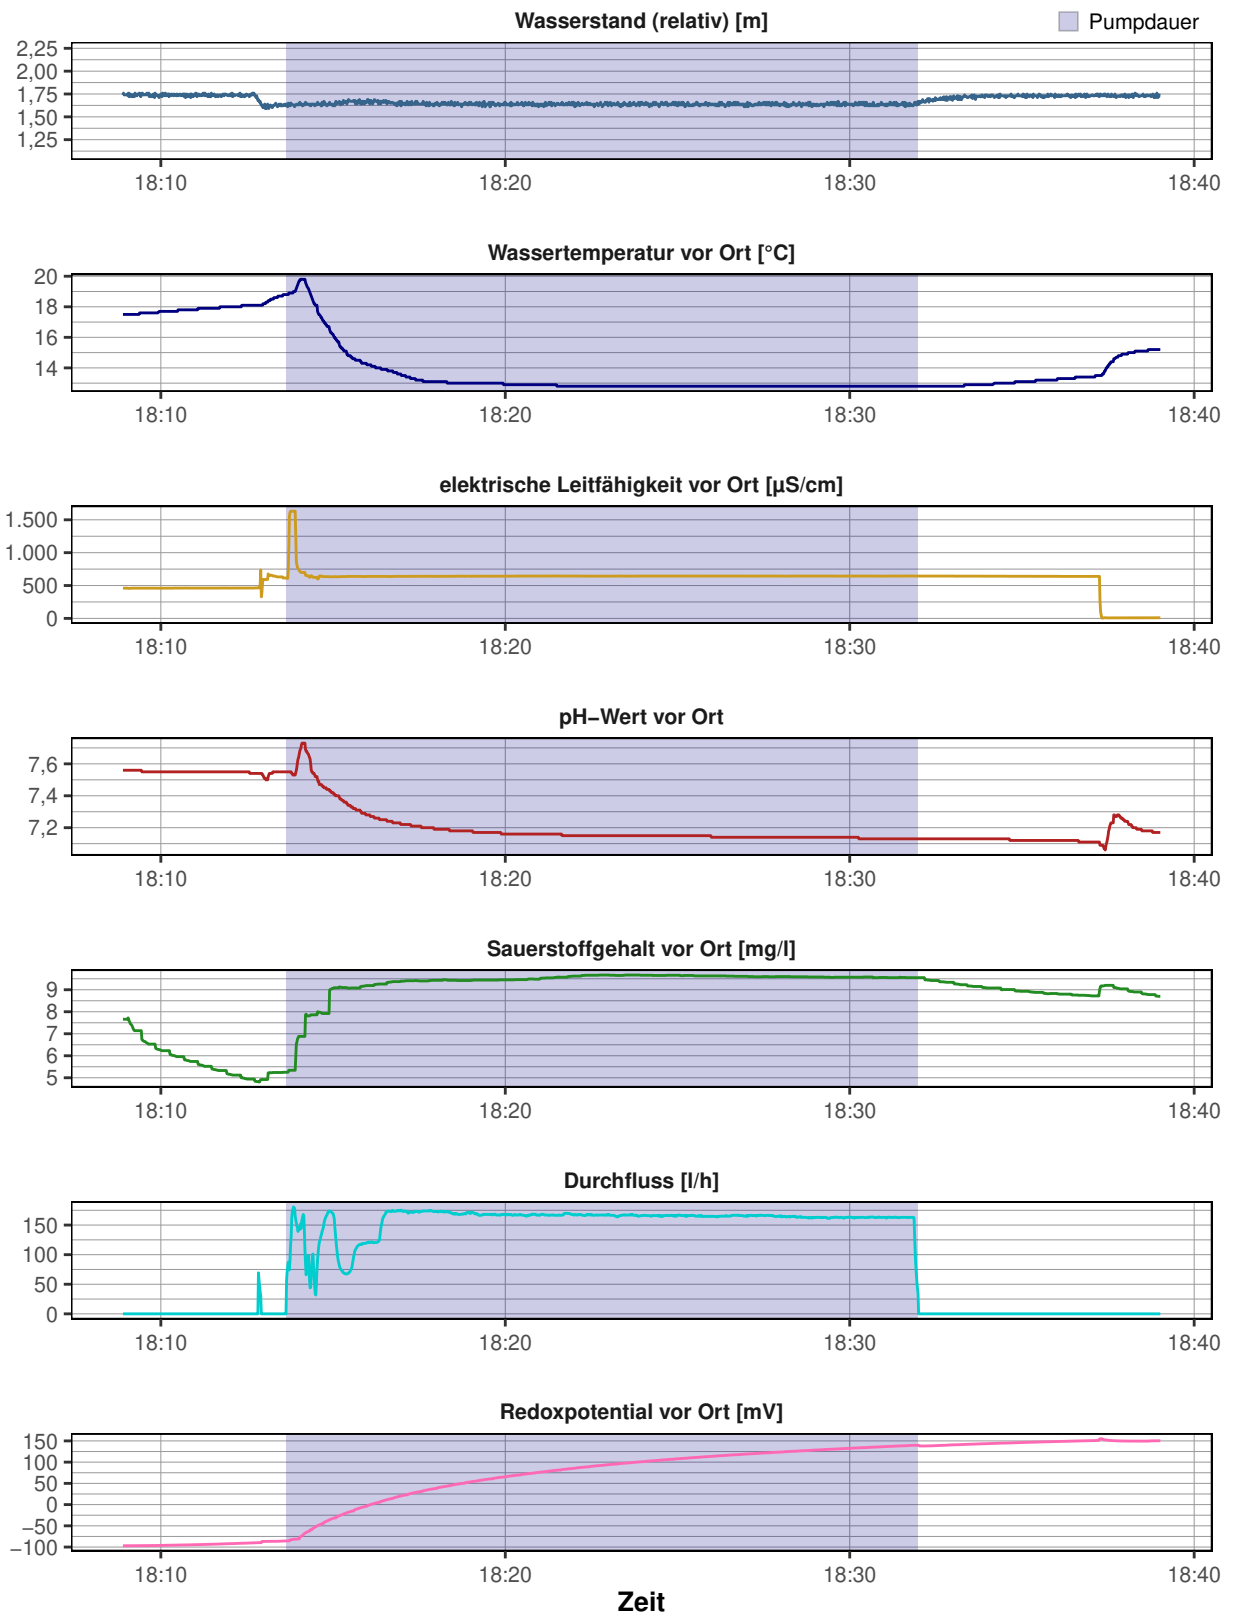 Wasserstand (relativ) [m]
Pumpdauer
2,25
2,00
1,75
1,50
1,25
18:10 18:20 18:30 18:40
Wassertemperatur vor Ort [°C]
20
18
16
14
18:10 18:20 18:30 18:40
elektrische Leitfähigkeit vor Ort [µS/cm]
1.500
1.000
500
0
18:10 18:20 18:30 18:40
pH−Wert vor Ort
7,6
7,4
7,2
18:10 18:20 18:30 18:40
Sauerstoffgehalt vor Ort [mg/l]
9
8
7
6
5
18:10 18:20 18:30 18:40
Durchfluss [l/h]
150
100
50
0
18:10 18:20 18:30 18:40
Redoxpotential vor Ort [mV]
150
100
50
0
−50
−100
18:10 18:20 18:30 18:40
Zeit